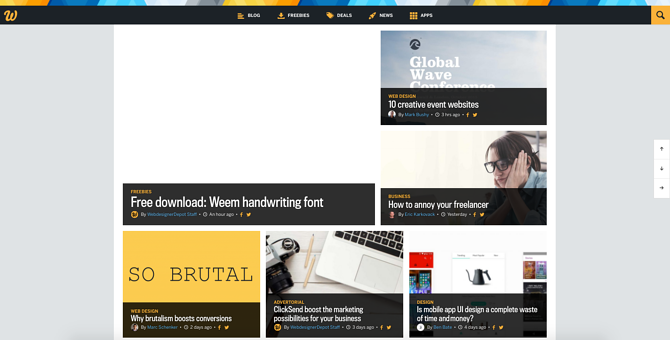 W
BLOG FREEBIES DEALS NEWS APPS
Global
Wave
Conference
WEB DESIGN
10 creative event websites
By Mark Bushy • 3 hrs ago •
BUSINESS
How to annoy your freelancer
By Eric Karkovack • Yesterday •
FREEBIES
Free download: Weem handwriting font
By WebdesignerDepot Staff • An hour ago •
SO BRUTAL
WEB DESIGN
Why brutalism boosts conversions
By Marc Schenker • 2 days ago •
ADVERTORIAL
ClickSend boost the marketing
possibilities for your business
By WebdesignerDepot Staff • 3 days ago •
DESIGN
Is mobile app UI design a complete waste
of time and money?
By Ben Bate • 4 days ago •